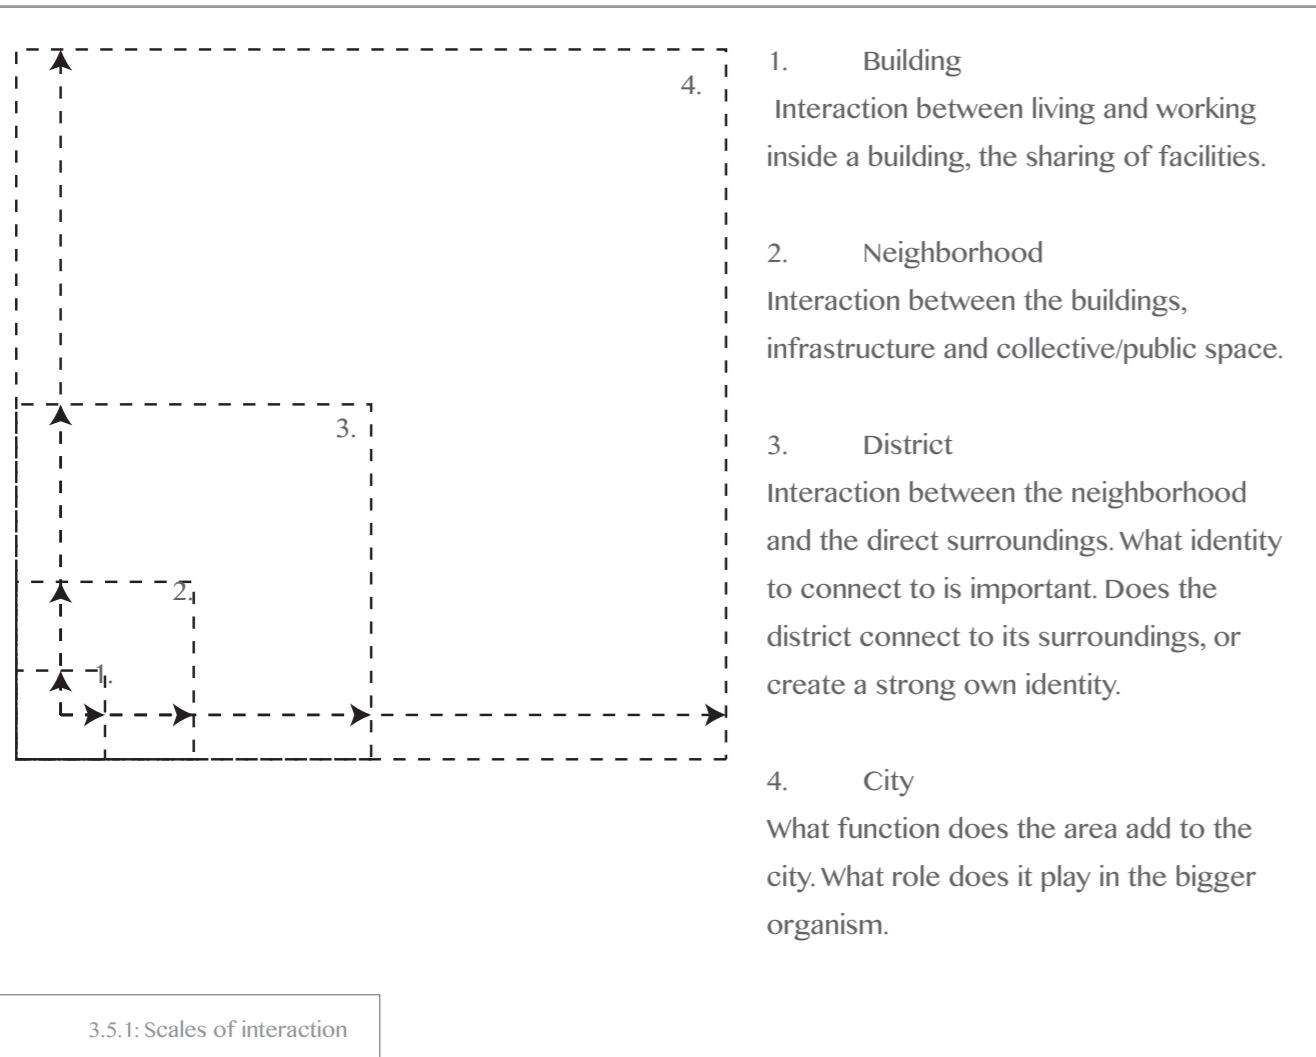 4.
3.
2.
1.
1. Building
Interaction between living and working
inside a building, the sharing of facilities.
2. Neighborhood
Interaction between the buildings,
infrastructure and collective/public space.
3. District
Interaction between the neighborhood
and the direct surroundings. What identity
to connect to is important. Does the
district connect to its surroundings, or
create a strong own identity.
4. City
What function does the area add to the
city. What role does it play in the bigger
organism.
3.5.1: Scales of interaction